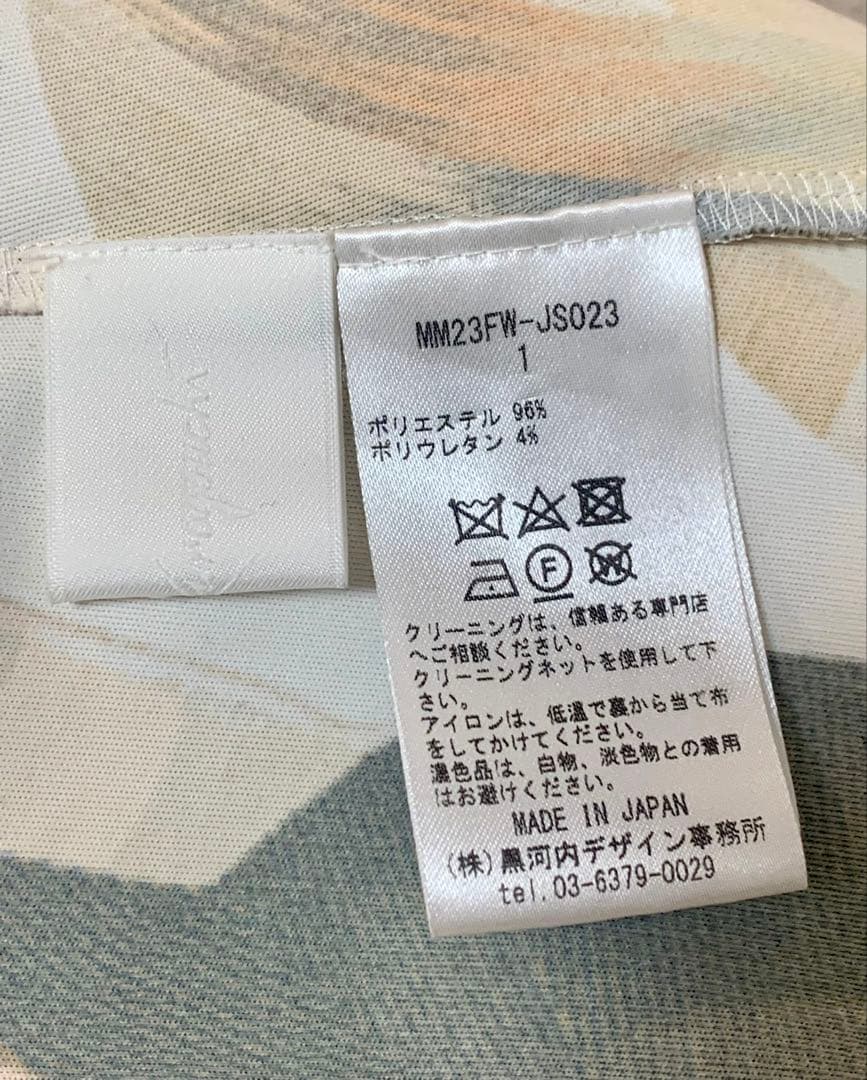 MM23FW-JS023
1
ポリエステル 96%
ポリウレタン 4%
F
W
クリーニングは、信頼ある専門店
へご相談ください。
クリーニングネットを使用して下
さい。
アイロンは、低温で裏から当て布
をしてかけてください。
濃色品は、白物、淡色物との着用
はお避けください。
MADE IN JAPAN
(株)黒河内デザイン事務所
tel.03-6379-0029